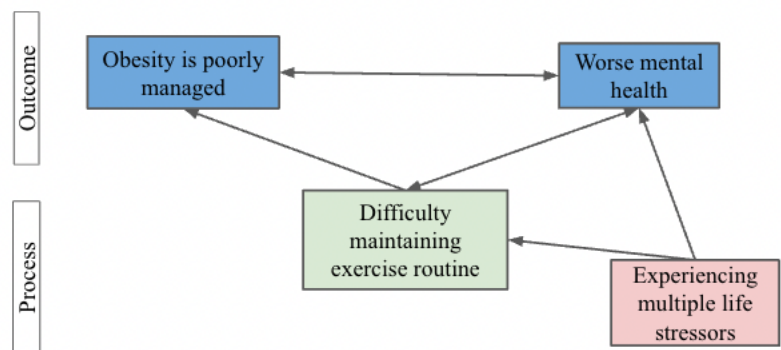 Outcome
Obesity is poorly
managed
Worse mental
health
Process
Difficulty
maintaining
exercise routine
Experiencing
multiple life
stressors